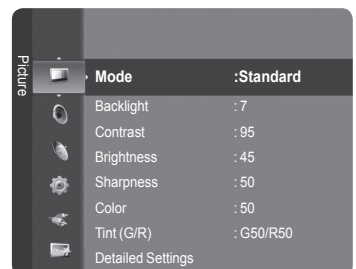 Picture
Mode :Standard
Backlight : 7
Contrast : 95
Brightness : 45
Sharpness : 50
Color : 50
Tint (G/R) : G50/R50
Detailed Settings